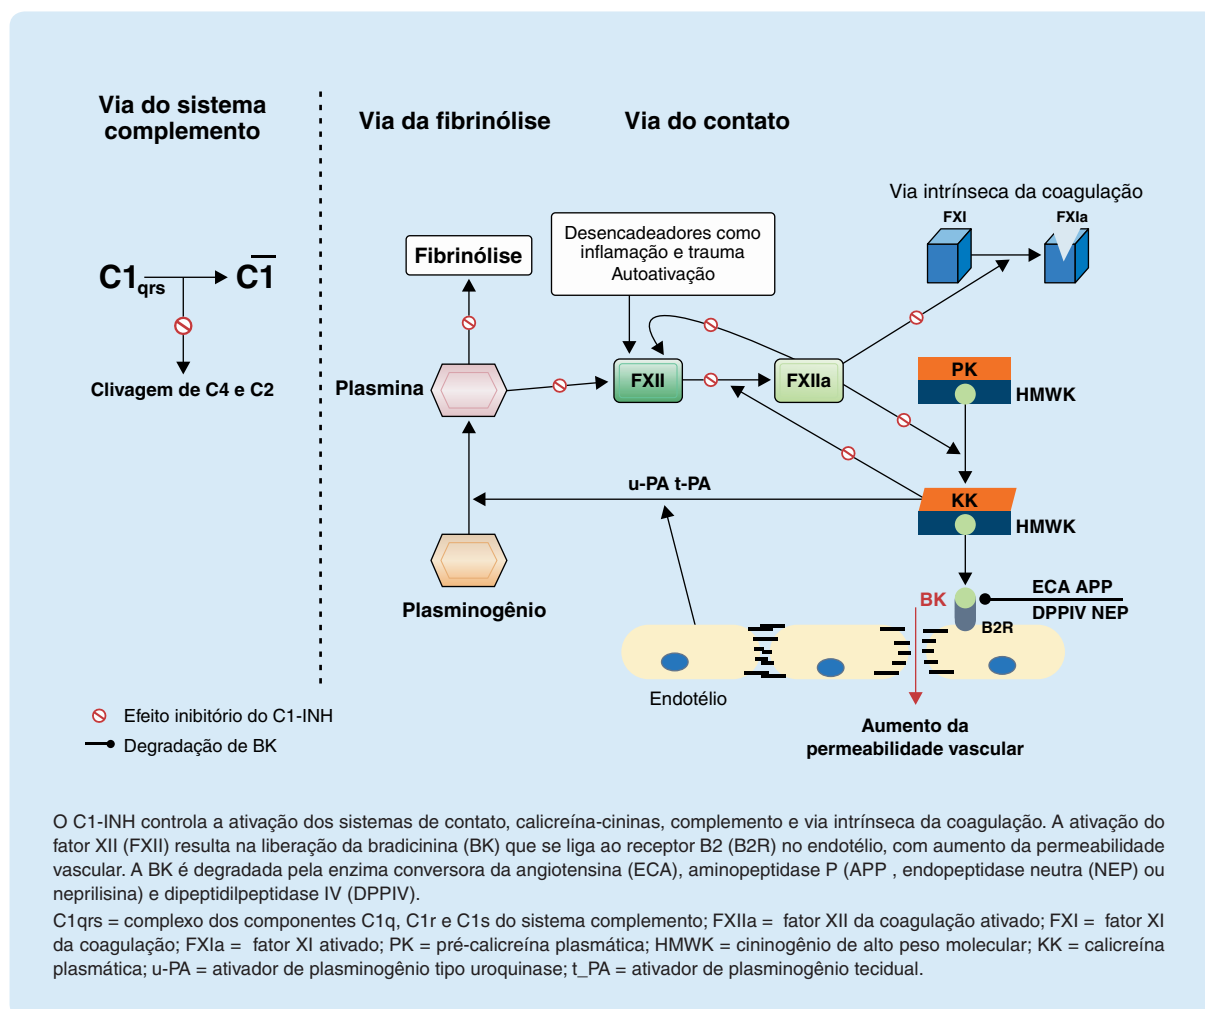 Via do sistema
complemento
Via da fibrinólise
Via do contato
Via intrínseca da coagulação
FXI
FXIa
Desencadeadores como
inflamação e trauma
Autoativação
Fibrinólise
C1qrs
C1
Clivagem de C4 e C2
Plasmina
FXII
FXIIa
PK
HMWK
u-PA t-PA
KK
HMWK
Plasminogênio
BK
ECA APP
DPPIV NEP
B2R
Endotélio
Aumento da
permeabilidade vascular
Efeito inibitório do C1-INH
Degradação de BK
O C1-INH controla a ativação dos sistemas de contato, calicreína-cininas, complemento e via intrínseca da coagulação. A ativação do
fator XII (FXII) resulta na liberação da bradicinina (BK) que se liga ao receptor B2 (B2R) no endotélio, com aumento da permeabilidade
vascular. A BK é degradada pela enzima conversora da angiotensina (ECA), aminopeptidase P (APP , endopeptidase neutra (NEP) ou
neprilisina) e dipeptidilpeptidase IV (DPPIV).
C1qrs = complexo dos componentes C1q, C1r e C1s do sistema complemento; FXIIa = fator XII da coagulação ativado; FXI = fator XI
da coagulação; FXIa = fator XI ativado; PK = pré-calicreína plasmática; HMWK = cininogênio de alto peso molecular; KK = calicreína
plasmática; u-PA = ativador de plasminogênio tipo uroquinase; t_PA = ativador de plasminogênio tecidual.